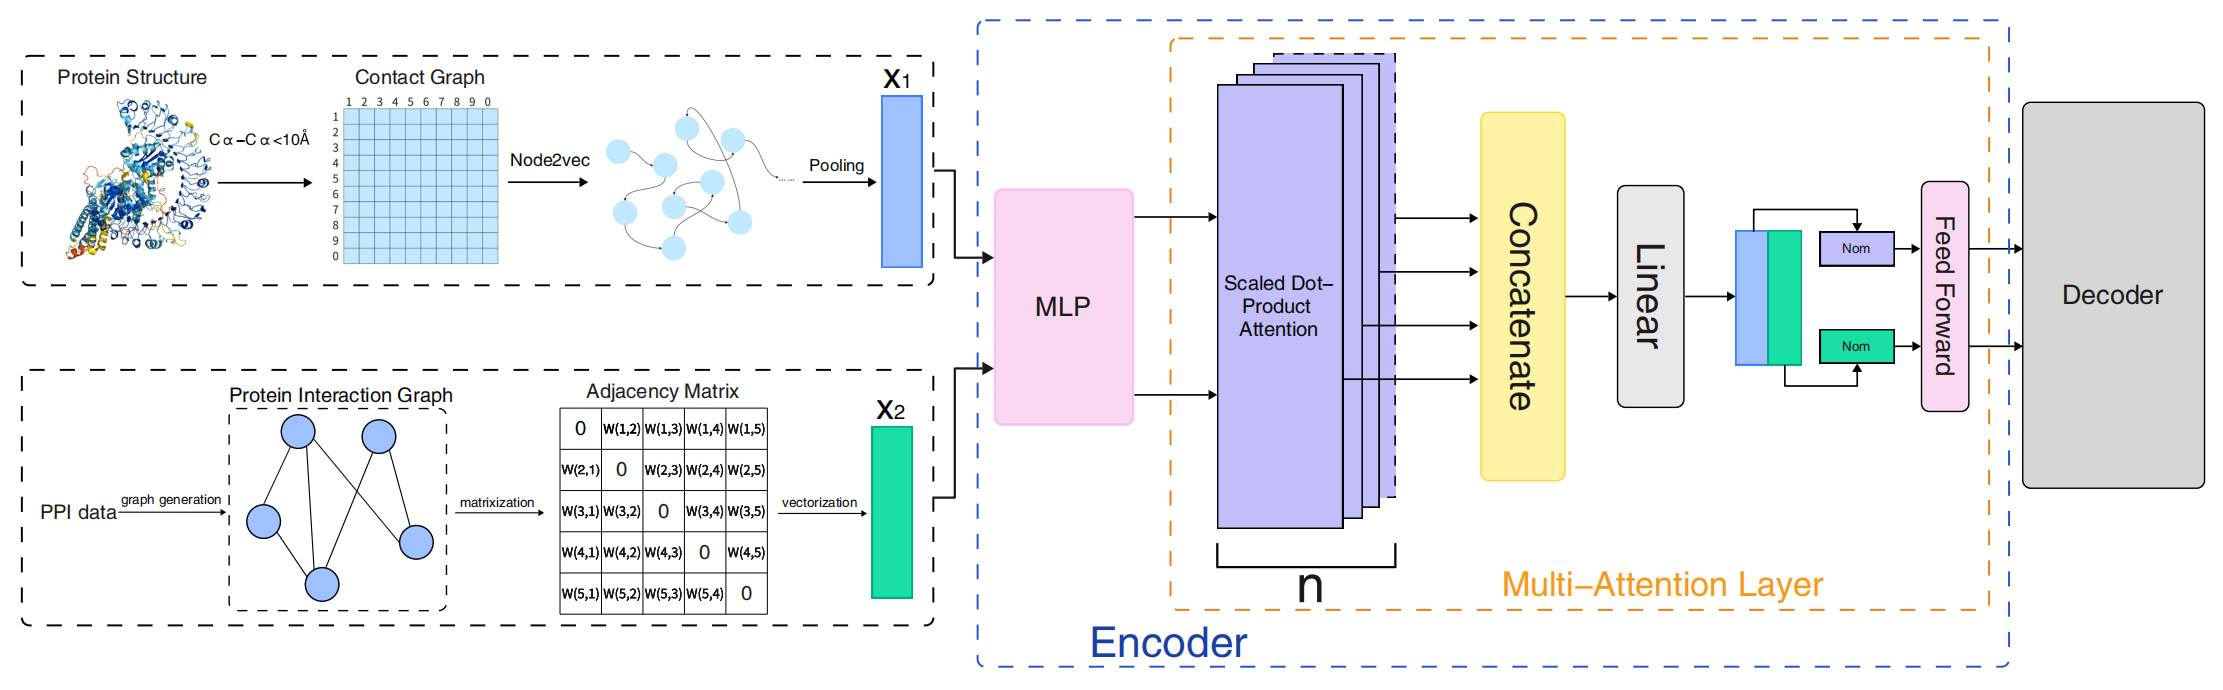 Protein Structure
Cα-Cα<10Å
Contact Graph
1 2 3 4 5 6 7 8 9 0
1
2
3
4
5
6
7
8
9
0
Node2vec
......
Pooling
X1
PPI data
graph generation
Protein Interaction Graph
matrixization
Adjacency Matrix
0 W(1,2) W(1,3) W(1,4) W(1,5)
W(2,1) 0 W(2,3) W(2,4) W(2,5)
W(3,1) W(3,2) 0 W(3,4) W(3,5)
W(4,1) W(4,2) W(4,3) 0 W(4,5)
W(5,1) W(5,2) W(5,3) W(5,4) 0
vectorization
X2
MLP
Scaled Dot-
Product
Attention
n
Concatenate
Linear
Nom
Nom
Feed Forward
Multi-Attention Layer
Encoder
Decoder